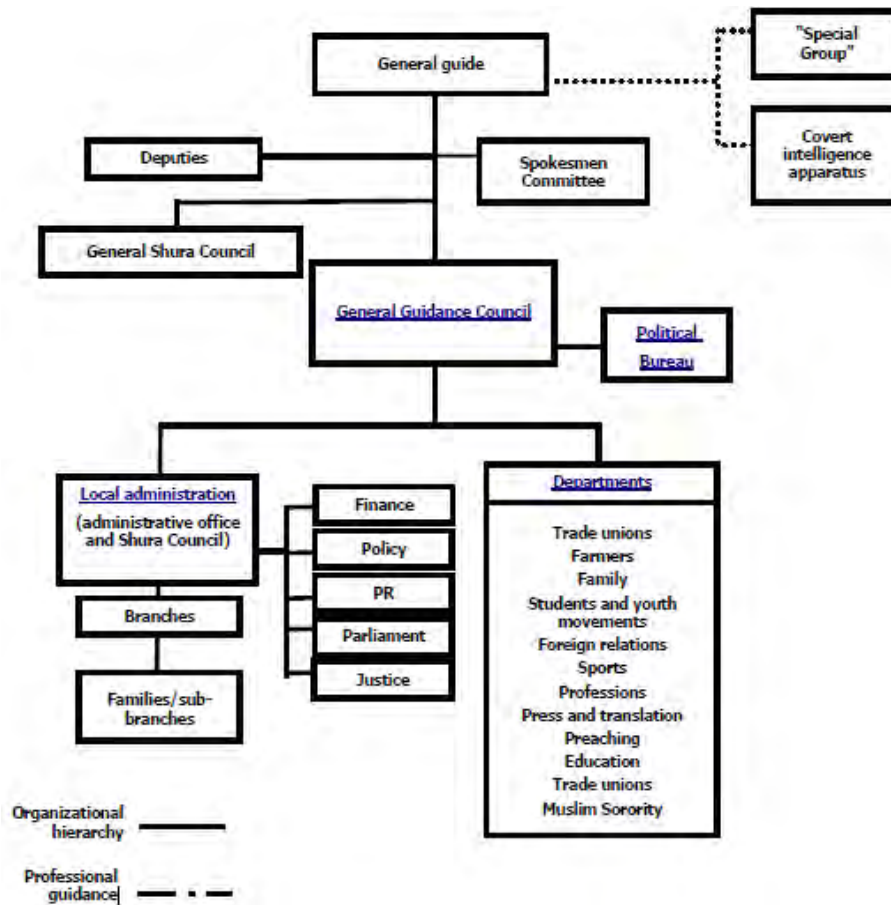 General guide
"Special
Group"
Covert
intelligence
apparatus
Deputies
Spokesmen
Committee
General Shura Council
General Guidance Council
Political
Bureau
Local administration
(administrative office
and Shura Council)
Branches
Families/sub-
branches
Finance
Policy
PR
Parliament
Justice
Departments
Trade unions
Farmers
Family
Students and youth
movements
Foreign relations
Sports
Professions
Press and translation
Preaching
Education
Trade unions
Muslim Sorority
Organizational
hierarchy
Professional
guidance